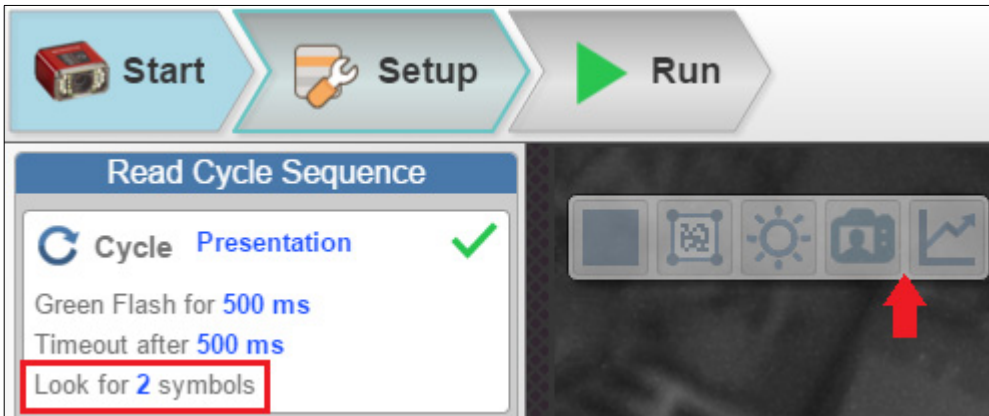 Start
Setup
Run
Read Cycle Sequence
Cycle Presentation
Green Flash for 500 ms
Timeout after 500 ms
Look for 2 symbols